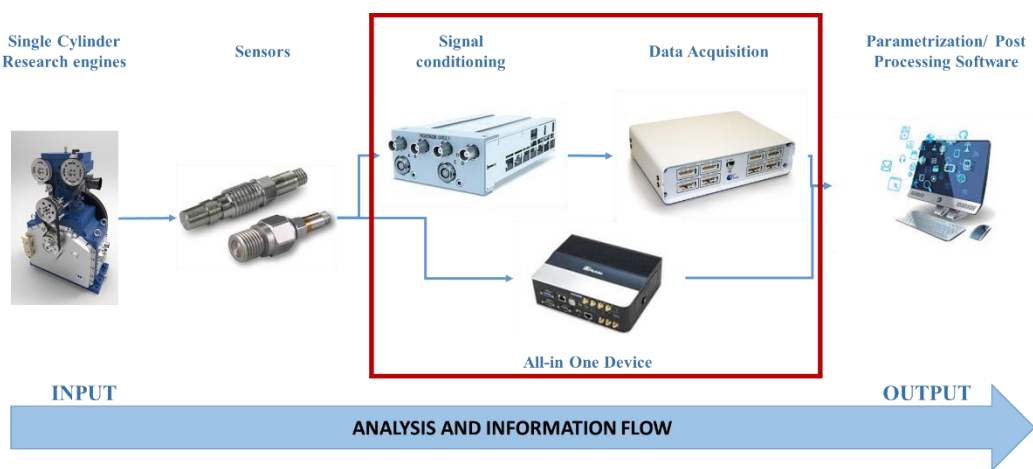 Single Cylinder
Research engines
Sensors
Signal
conditioning
Data Acquisition
Parametrization/ Post
Processing Software
All-in One Device
INPUT
OUTPUT
ANALYSIS AND INFORMATION FLOW